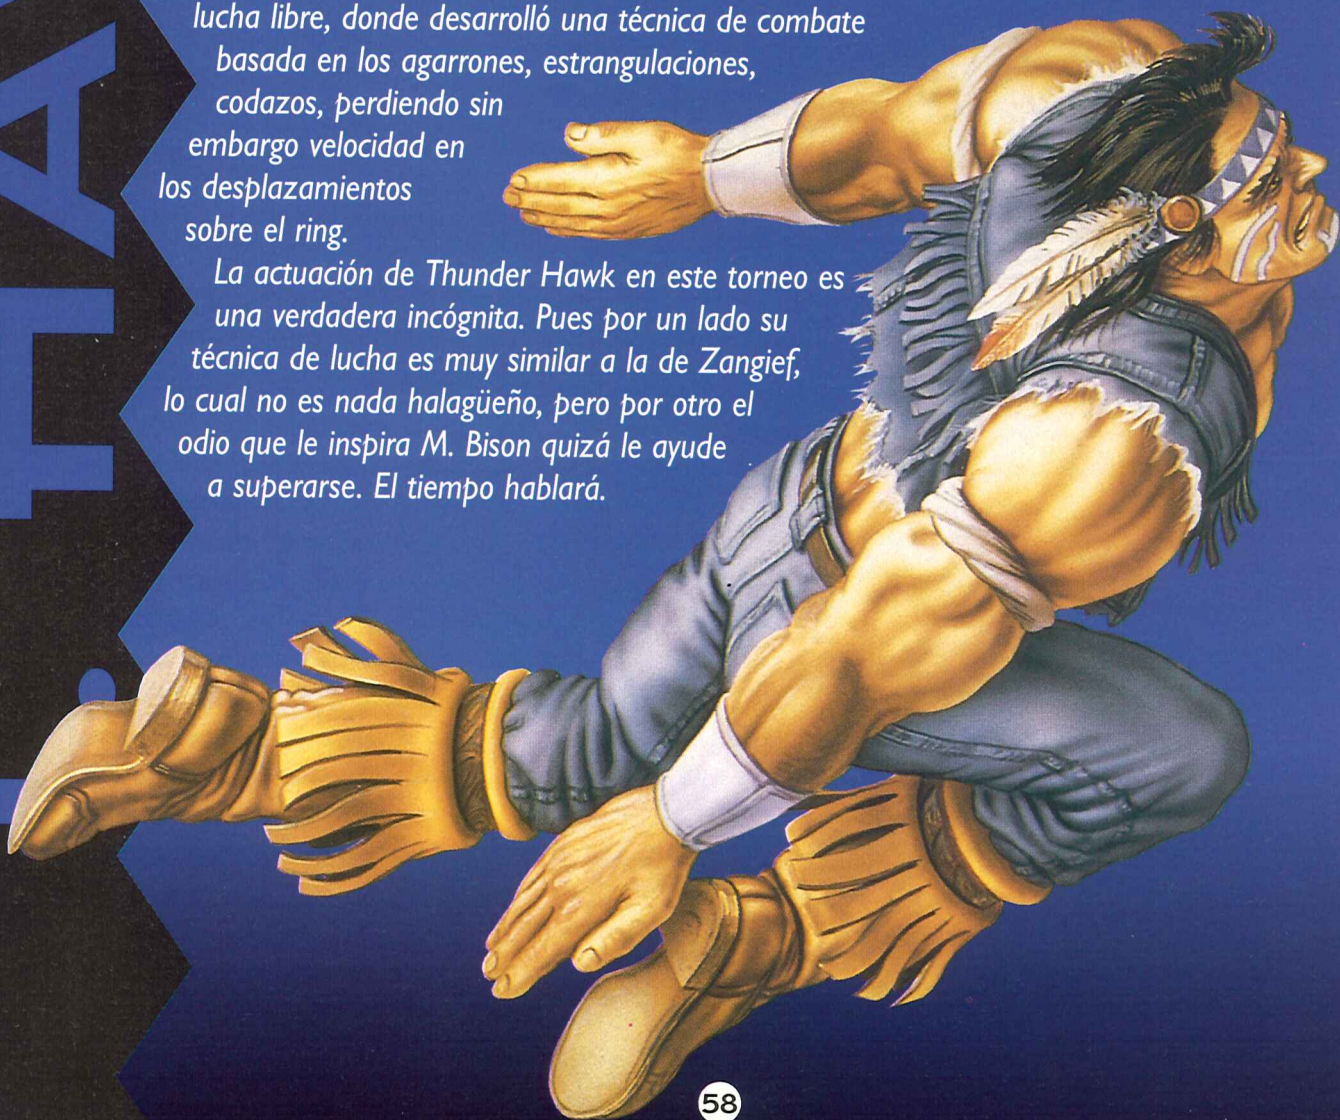 lucha libre, donde desarrolló una técnica de combate
basada en los agarrones, estrangulaciones,
codazos, perdiendo sin
embargo velocidad en
los desplazamientos
sobre el ring.
La actuación de Thunder Hawk en este torneo es
una verdadera incógnita. Pues por un lado su
técnica de lucha es muy similar a la de Zangief,
lo cual no es nada halagüeño, pero por otro el
odio que le inspira M. Bison quizá le ayude
a superarse. El tiempo hablará.
58